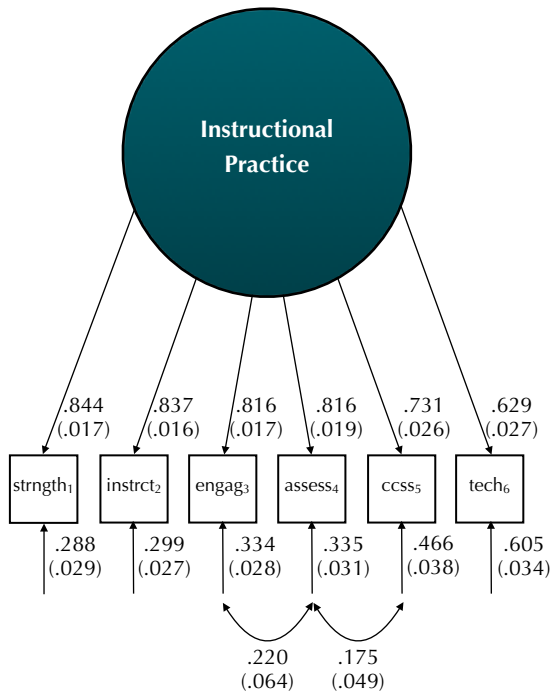 Instructional
Practice
.844 .837 .816 .816 .731 .629
(.017) (.016) (.017) (.019) (.026) (.027)
strngth₁ instrct₂ engag₃ assess₄ ccss₅ tech₆
.288 .299 .334 .335 .466 .605
(.029) (.027) (.028) (.031) (.038) (.034)
.220 .175
(.064) (.049)